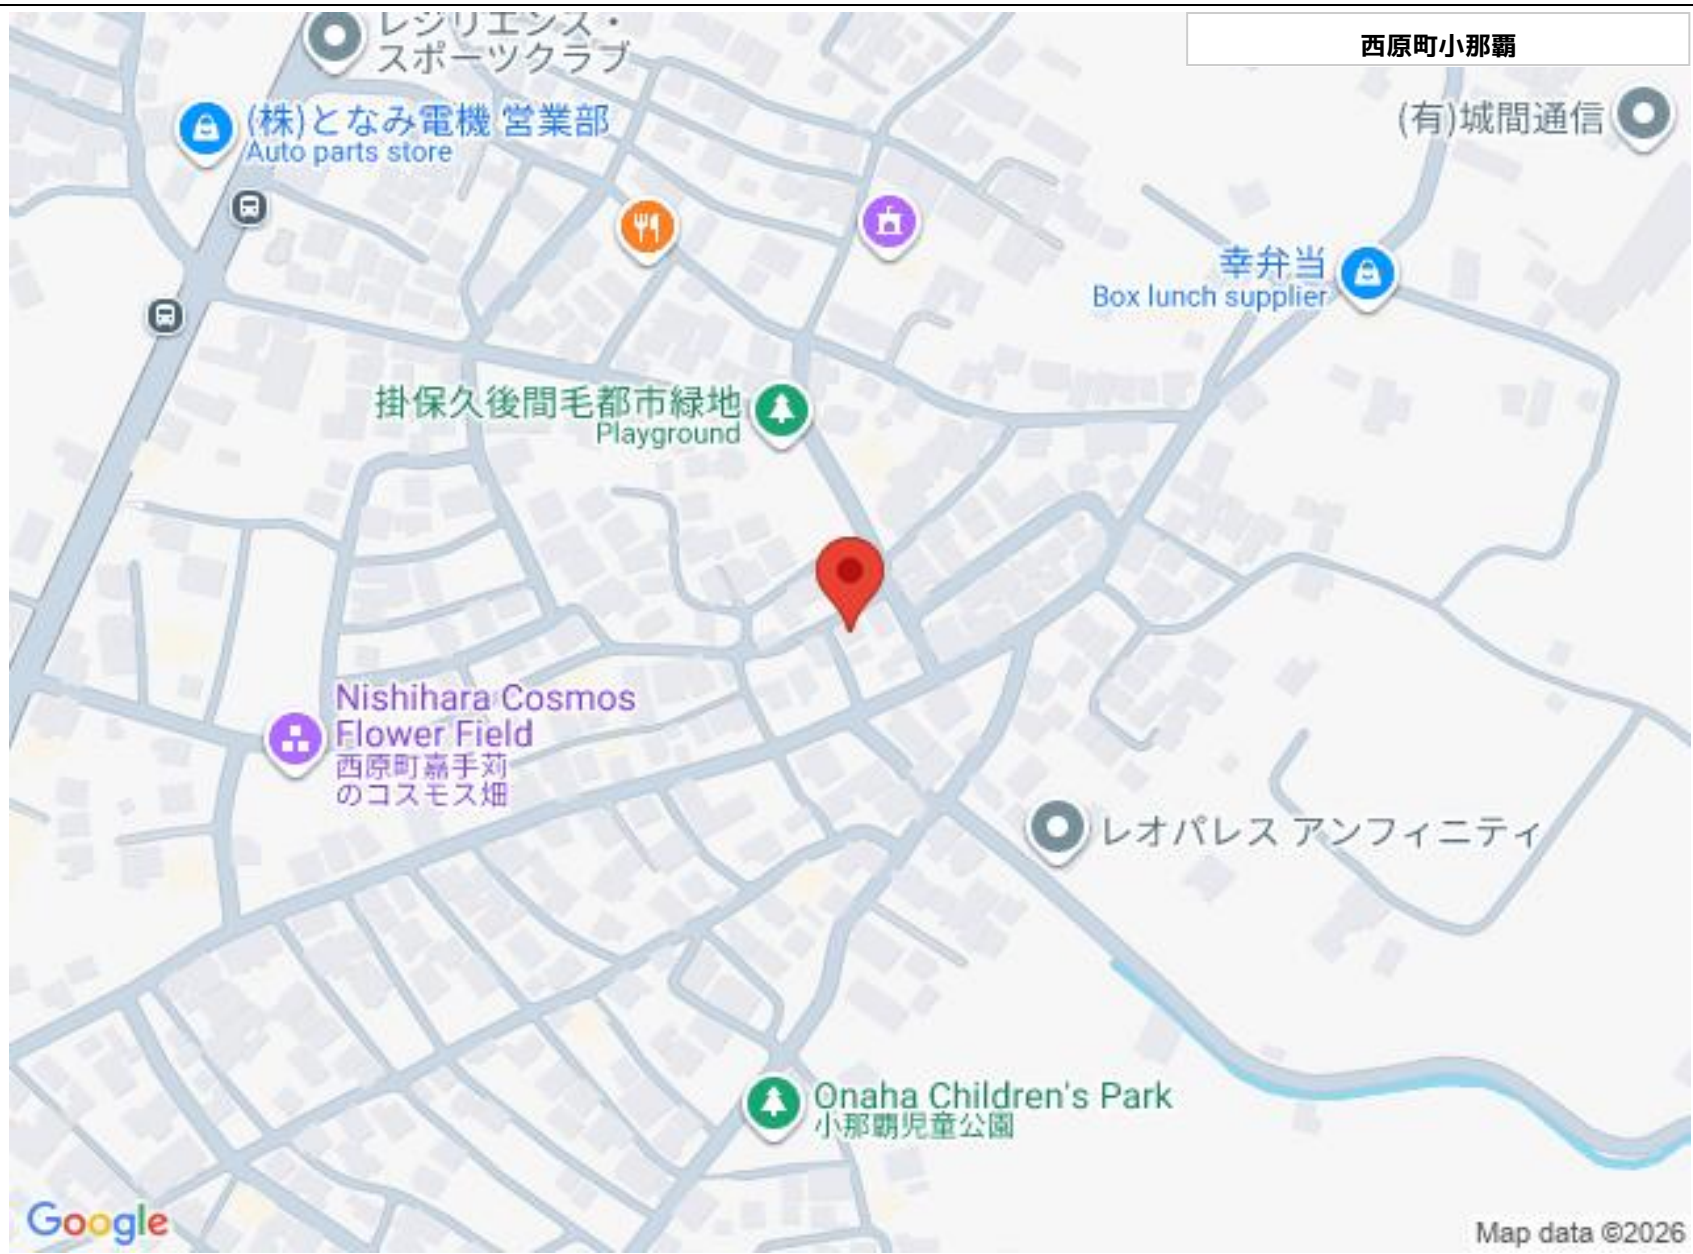 レジリエンス・
スポーツクラブ
西原町小那覇
(株)となみ電機 営業部
Auto parts store
(有)城間通信
幸弁当
Box lunch supplier
掛保久後間毛都市緑地
Playground
Nishihara Cosmos
Flower Field
西原町嘉手苅
のコスモス畑
レオパレス アンフィニティ
Onaha Children's Park
小那覇児童公園
Google
Map data ©2026